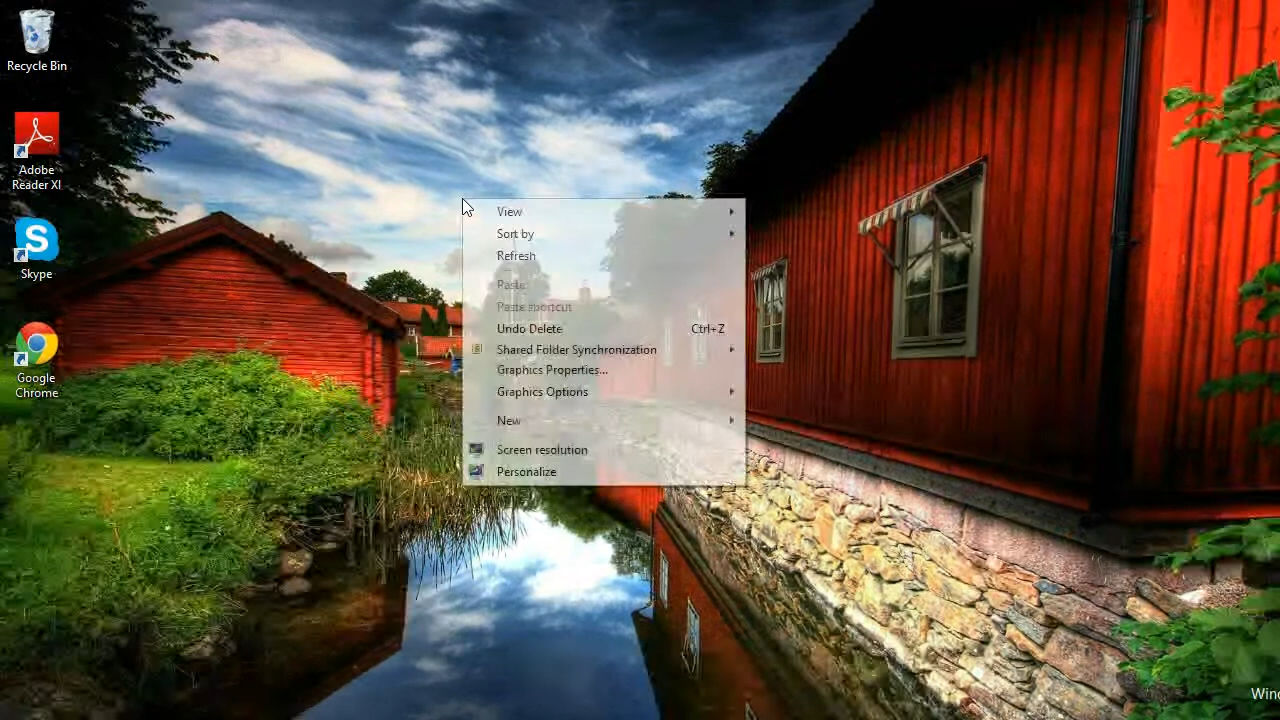 Recycle Bin
Adobe
Reader XI
Skype
Google
Chrome
View
Sort by
Refresh
Paste
Paste shortcut
Undo Delete Ctrl+Z
Shared Folder Synchronization
Graphics Properties...
Graphics Options
New
Screen resolution
Personalize
Winc